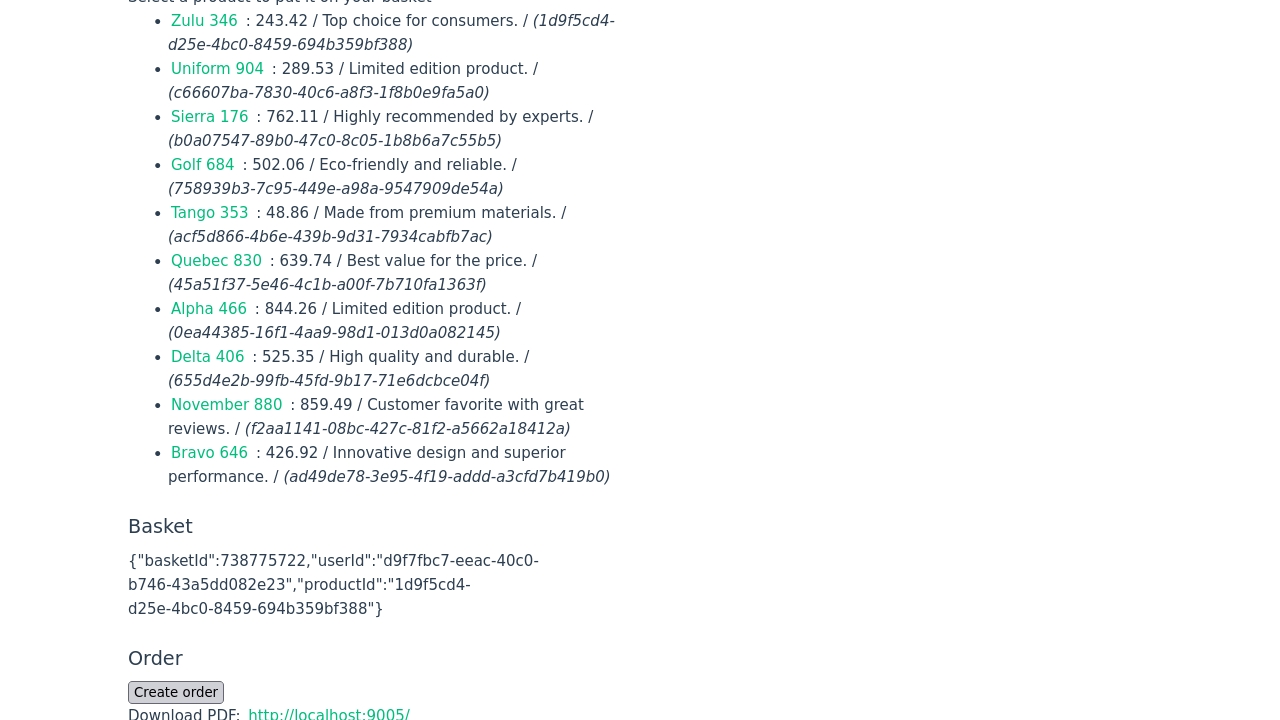 Select a product to put it on your basket
• Zulu 346 : 243.42 / Top choice for consumers. / (1d9f5cd4-
d25e-4bc0-8459-694b359bf388)
• Uniform 904 : 289.53 / Limited edition product. /
(c66607ba-7830-40c6-a8f3-1f8b0e9fa5a0)
• Sierra 176 : 762.11 / Highly recommended by experts. /
(b0a07547-89b0-47c0-8c05-1b8b6a7c55b5)
• Golf 684 : 502.06 / Eco-friendly and reliable. /
(758939b3-7c95-449e-a98a-9547909de54a)
• Tango 353 : 48.86 / Made from premium materials. /
(acf5d866-4b6e-439b-9d31-7934cabfb7ac)
• Quebec 830 : 639.74 / Best value for the price. /
(45a51f37-5e46-4c1b-a00f-7b710fa1363f)
• Alpha 466 : 844.26 / Limited edition product. /
(0ea44385-16f1-4aa9-98d1-013d0a082145)
• Delta 406 : 525.35 / High quality and durable. /
(655d4e2b-99fb-45fd-9b17-71e6dcbce04f)
• November 880 : 859.49 / Customer favorite with great
reviews. / (f2aa1141-08bc-427c-81f2-a5662a18412a)
• Bravo 646 : 426.92 / Innovative design and superior
performance. / (ad49de78-3e95-4f19-addd-a3cfd7b419b0)
Basket
{"basketId":738775722,"userId":"d9f7fbc7-eeac-40c0-
b746-43a5dd082e23","productId":"1d9f5cd4-
d25e-4bc0-8459-694b359bf388"}
Order
Create order
Download PDF: http://localhost:9005/